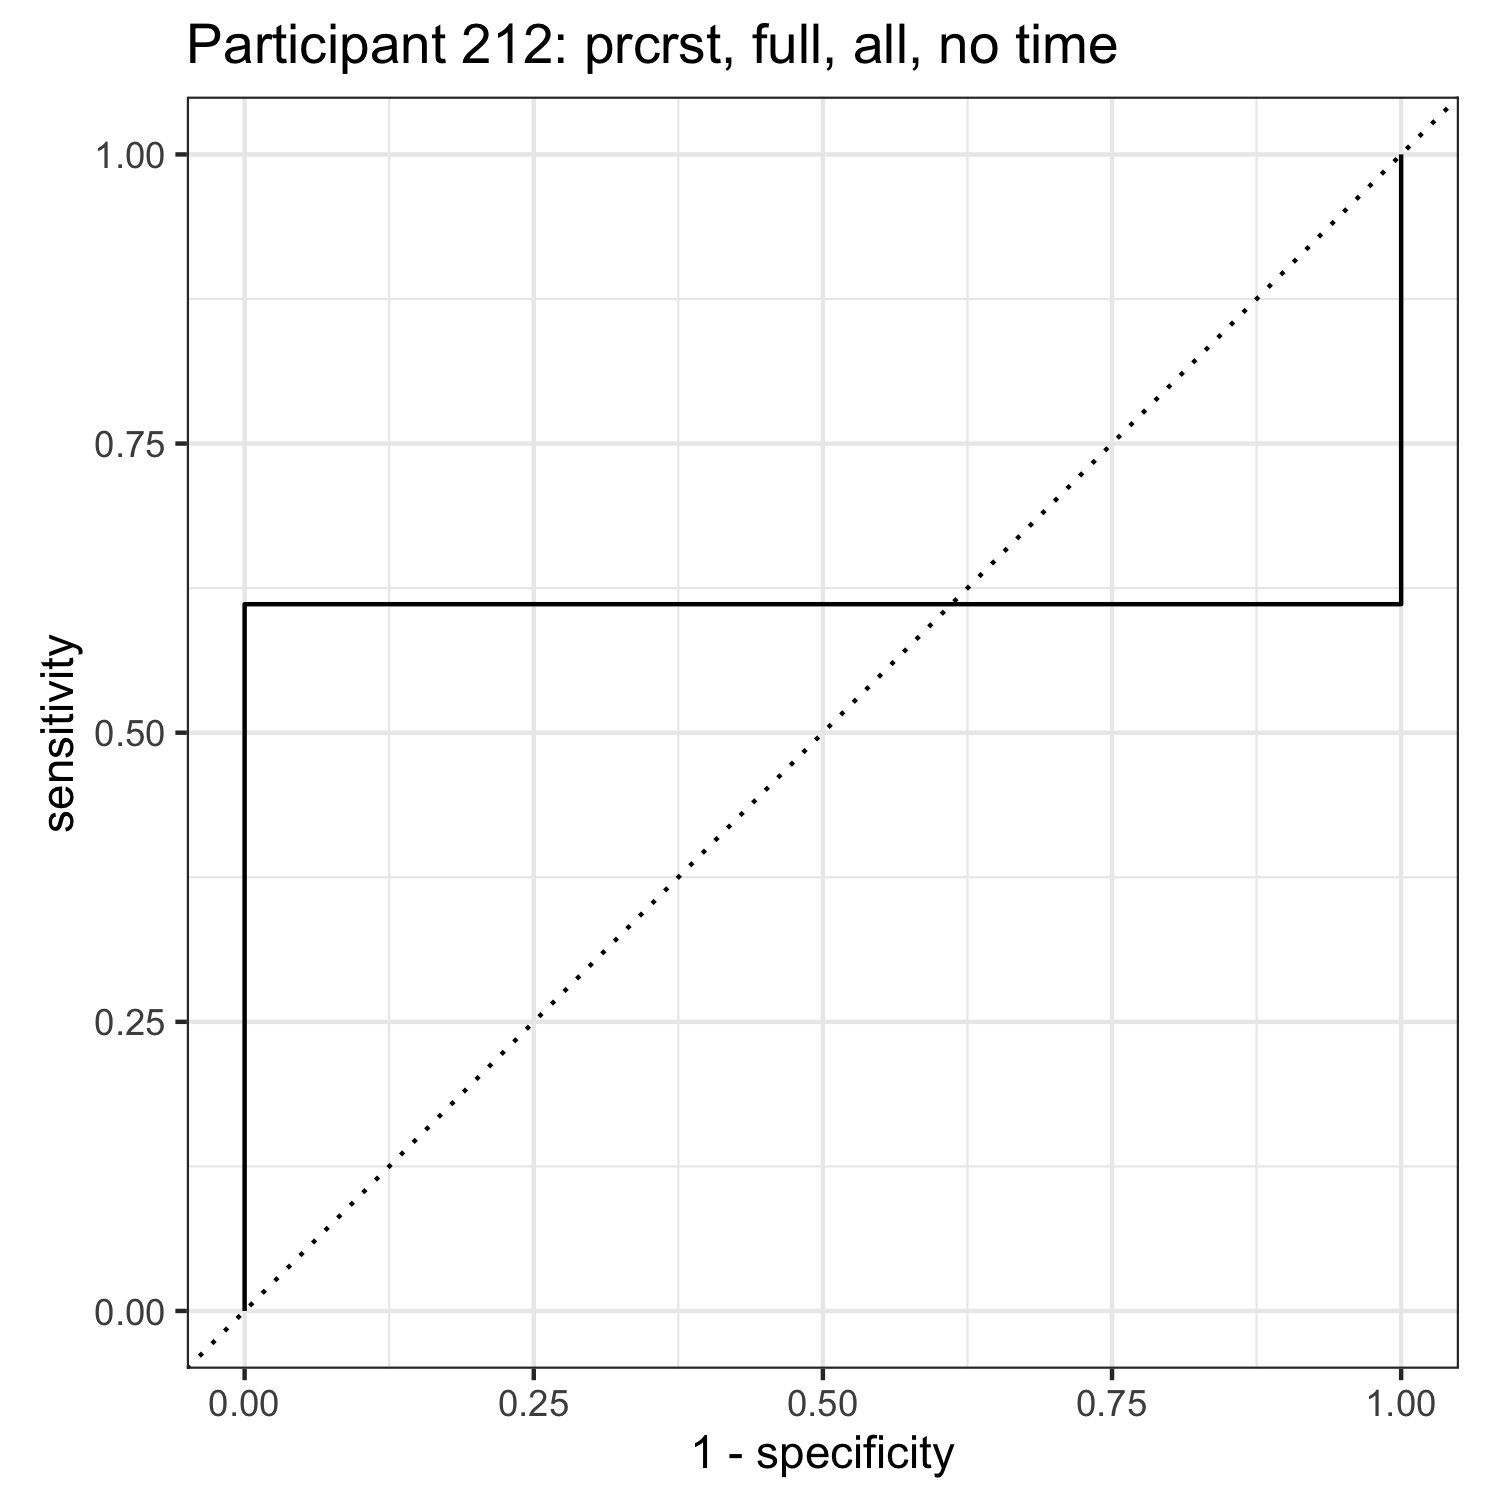 Participant 212: prcrst, full, all, no time
1.00
0.75
0.50
0.25
0.00
sensitivity
0.00 0.25 0.50 0.75 1.00
1 - specificity